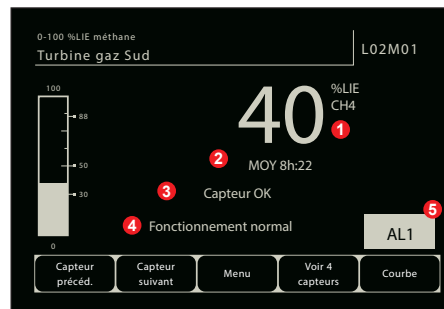 0-100 %LIE méthane
Turbine gaz Sud
L02M01
100
88
50
30
0
40
%LIE
CH4
1
2
MOY 8h:22
3
Capteur OK
4
Fonctionnement normal
5
AL1
Capteur
précéd.
Capteur
suivant
Menu
Voir 4
capteurs
Courbe